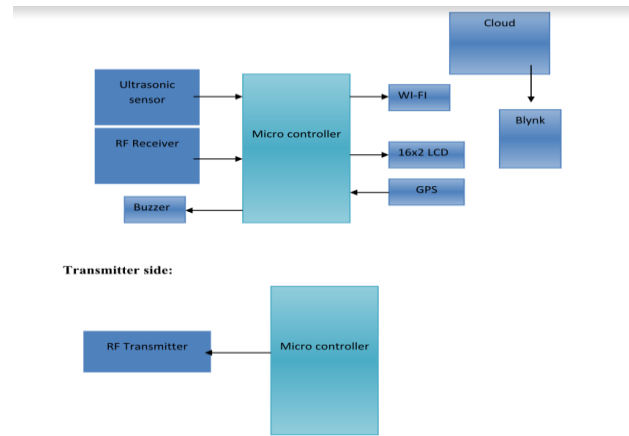 Cloud
Ultrasonic
sensor
WI-FI
Blynk
Micro controller
RF Receiver
16x2 LCD
GPS
Buzzer
Transmitter side:
RF Transmitter
Micro controller